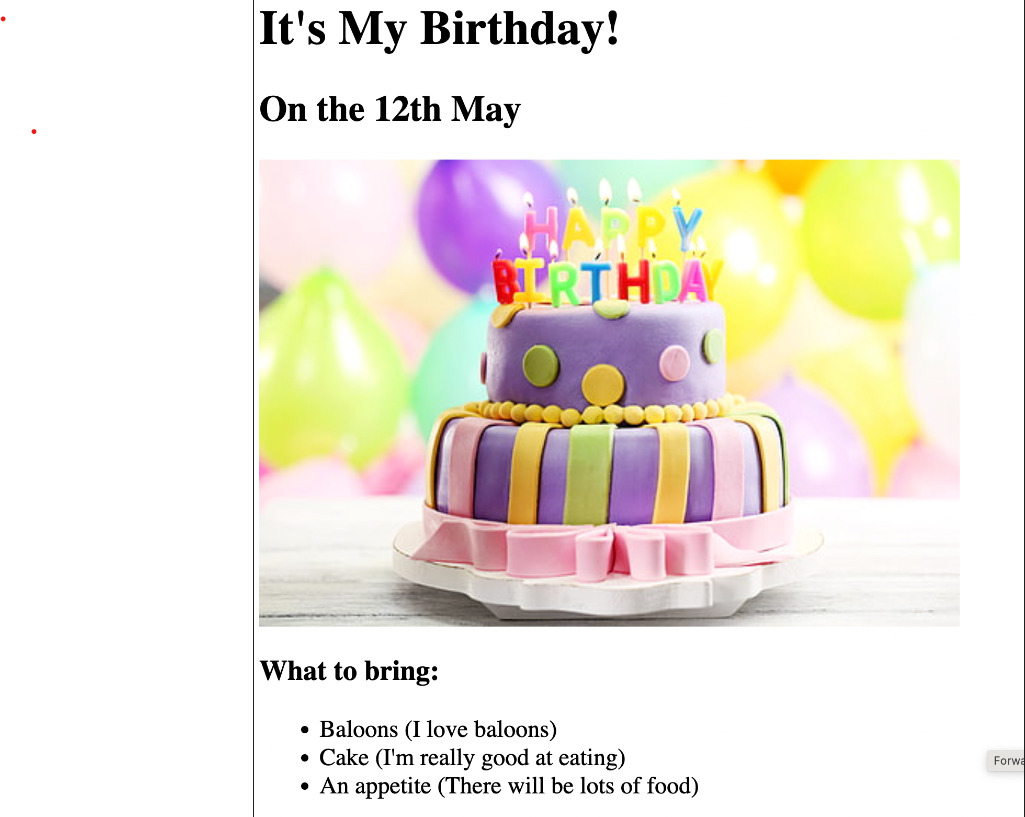 It's My Birthday!
On the 12th May
HAPPY
BIRTHDAY
What to bring:
Baloons (I love baloons)
Cake (I'm really good at eating)
Forwa
An appetite (There will be lots of food)